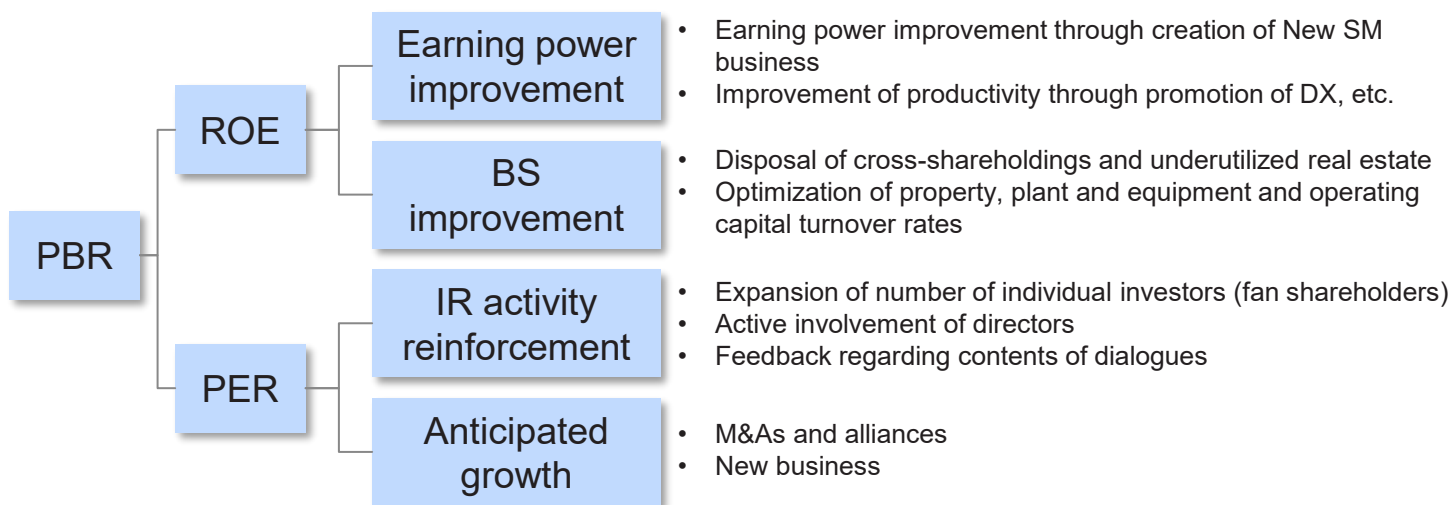 PBR
ROE
Earning power
improvement
• Earning power improvement through creation of New SM
business
• Improvement of productivity through promotion of DX, etc.
BS
improvement
• Disposal of cross-shareholdings and underutilized real estate
• Optimization of property, plant and equipment and operating
capital turnover rates
PER
IR activity
reinforcement
• Expansion of number of individual investors (fan shareholders)
• Active involvement of directors
• Feedback regarding contents of dialogues
Anticipated
growth
• M&As and alliances
• New business